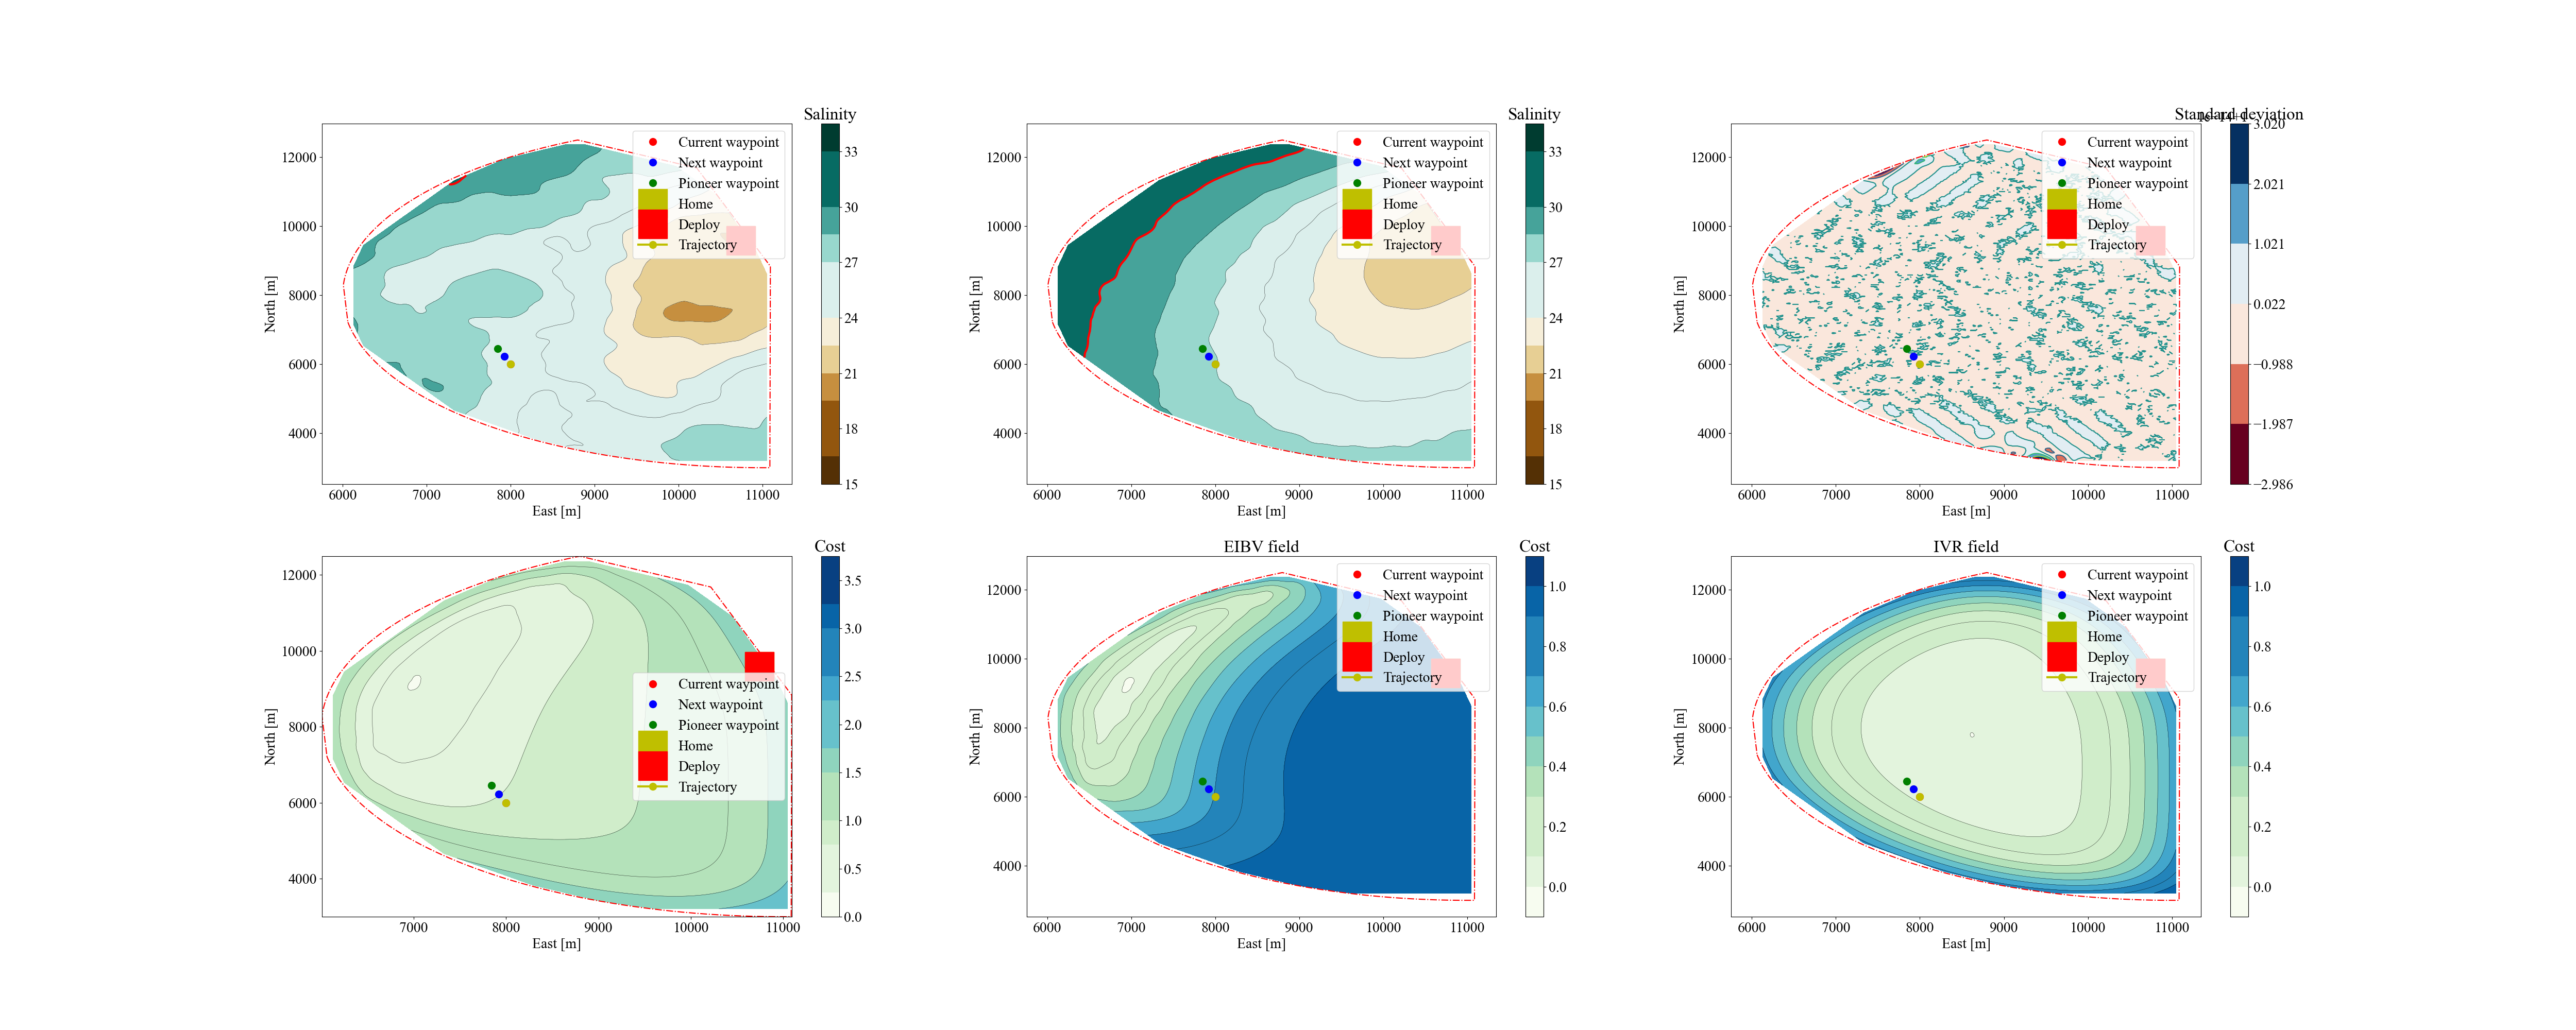 Salinity
12000
10000
8000
6000
4000
6000 7000 8000 9000 10000 11000
East [m]
North [m]
Current waypoint
Next waypoint
Pioneer waypoint
Home
Deploy
Trajectory
33
30
27
24
21
18
15
Salinity
12000
10000
8000
6000
4000
6000 7000 8000 9000 10000 11000
East [m]
North [m]
Current waypoint
Next waypoint
Pioneer waypoint
Home
Deploy
Trajectory
33
30
27
24
21
18
15
Standard deviation
12000
10000
8000
6000
4000
6000 7000 8000 9000 10000 11000
East [m]
North [m]
Current waypoint
Next waypoint
Pioneer waypoint
Home
Deploy
Trajectory
3.020
2.021
1.021
0.022
−0.988
−1.987
−2.986
Cost
12000
10000
8000
6000
4000
7000 8000 9000 10000 11000
East [m]
North [m]
Current waypoint
Next waypoint
Pioneer waypoint
Home
Deploy
Trajectory
3.5
3.0
2.5
2.0
1.5
1.0
0.5
0.0
EIBV field
Cost
12000
10000
8000
6000
4000
6000 7000 8000 9000 10000 11000
East [m]
North [m]
Current waypoint
Next waypoint
Pioneer waypoint
Home
Deploy
Trajectory
1.0
0.8
0.6
0.4
0.2
0.0
IVR field
Cost
12000
10000
8000
6000
4000
6000 7000 8000 9000 10000 11000
East [m]
North [m]
Current waypoint
Next waypoint
Pioneer waypoint
Home
Deploy
Trajectory
1.0
0.8
0.6
0.4
0.2
0.0